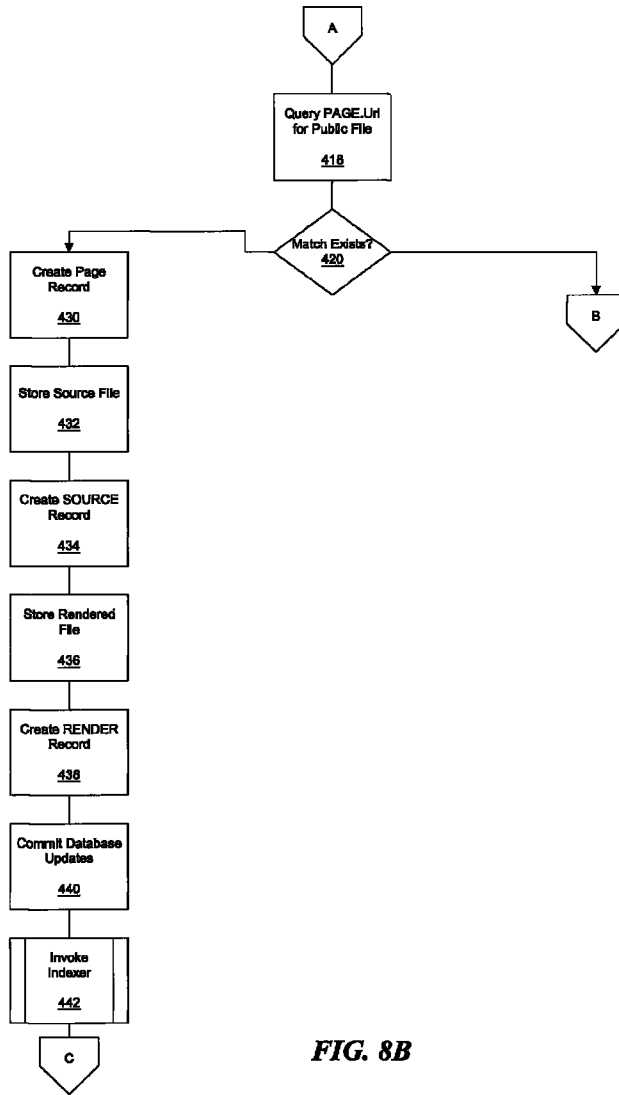 A
Query PAGE.Url
for Public File
418
Match Exists?
420
B
Create Page
Record
430
Store Source File
432
Create SOURCE
Record
434
Store Rendered
File
436
Create RENDER
Record
438
Commit Database
Updates
440
Invoke
Indexer
442
C
FIG. 8B